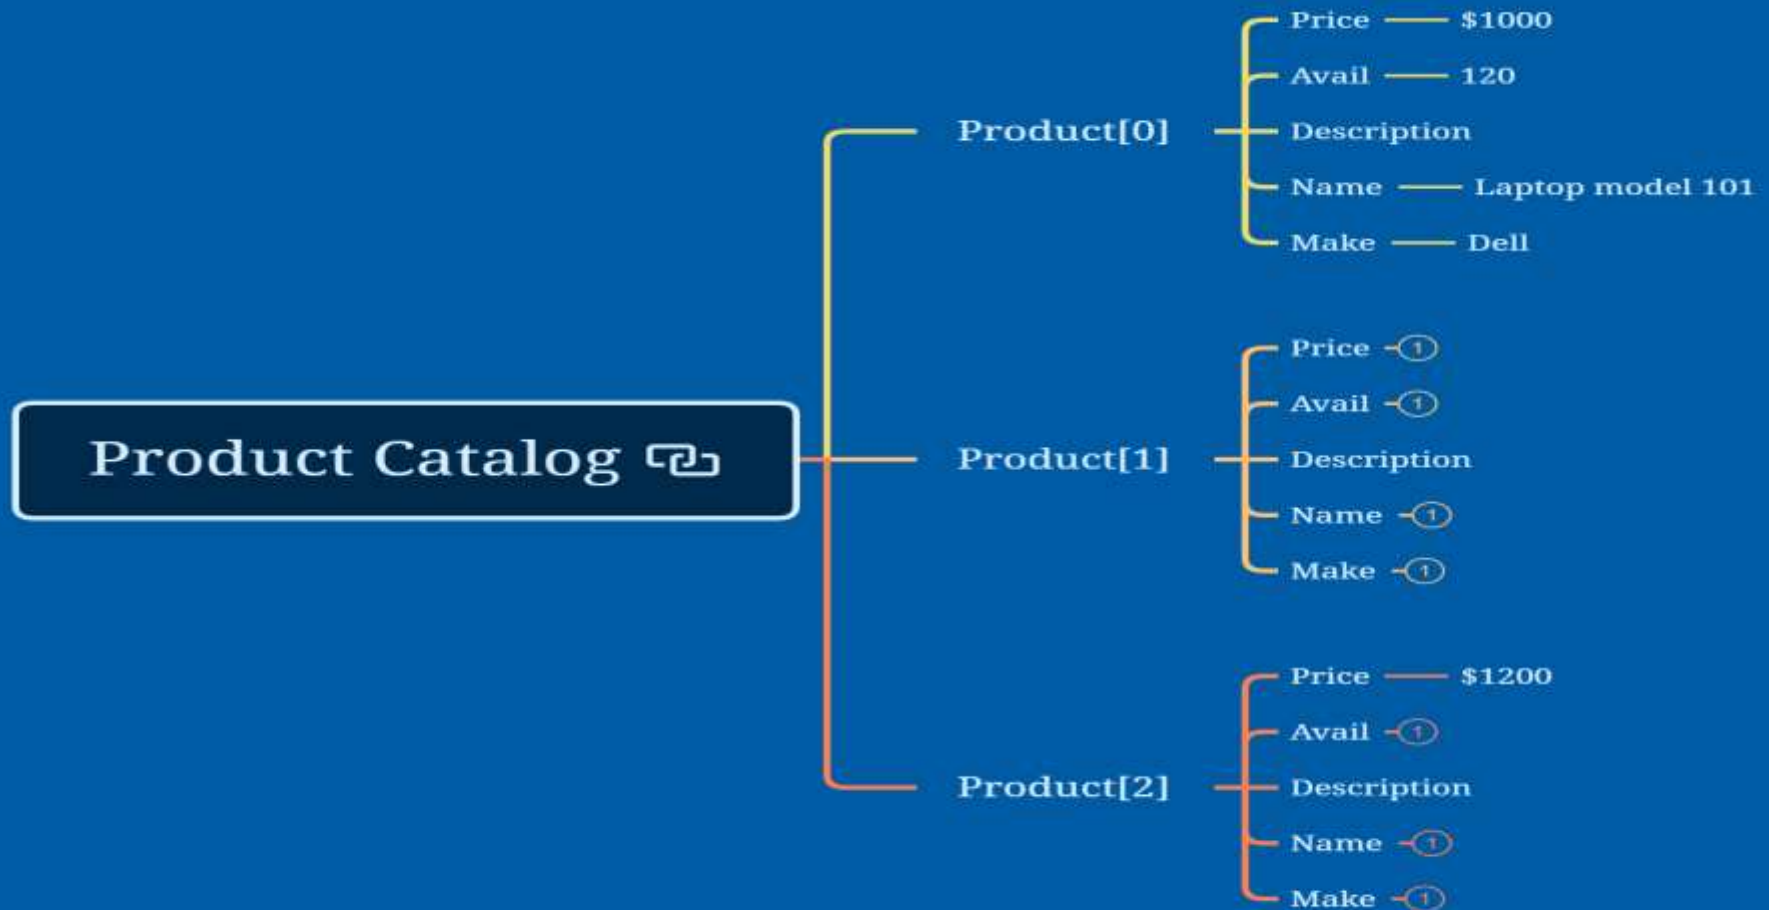 Product Catalog
Product[0]
Price $1000
Avail 120
Description
Name Laptop model 101
Make Dell
Product[1]
Price 1
Avail 1
Description
Name 1
Make 1
Product[2]
Price $1200
Avail 1
Description
Name 1
Make 1